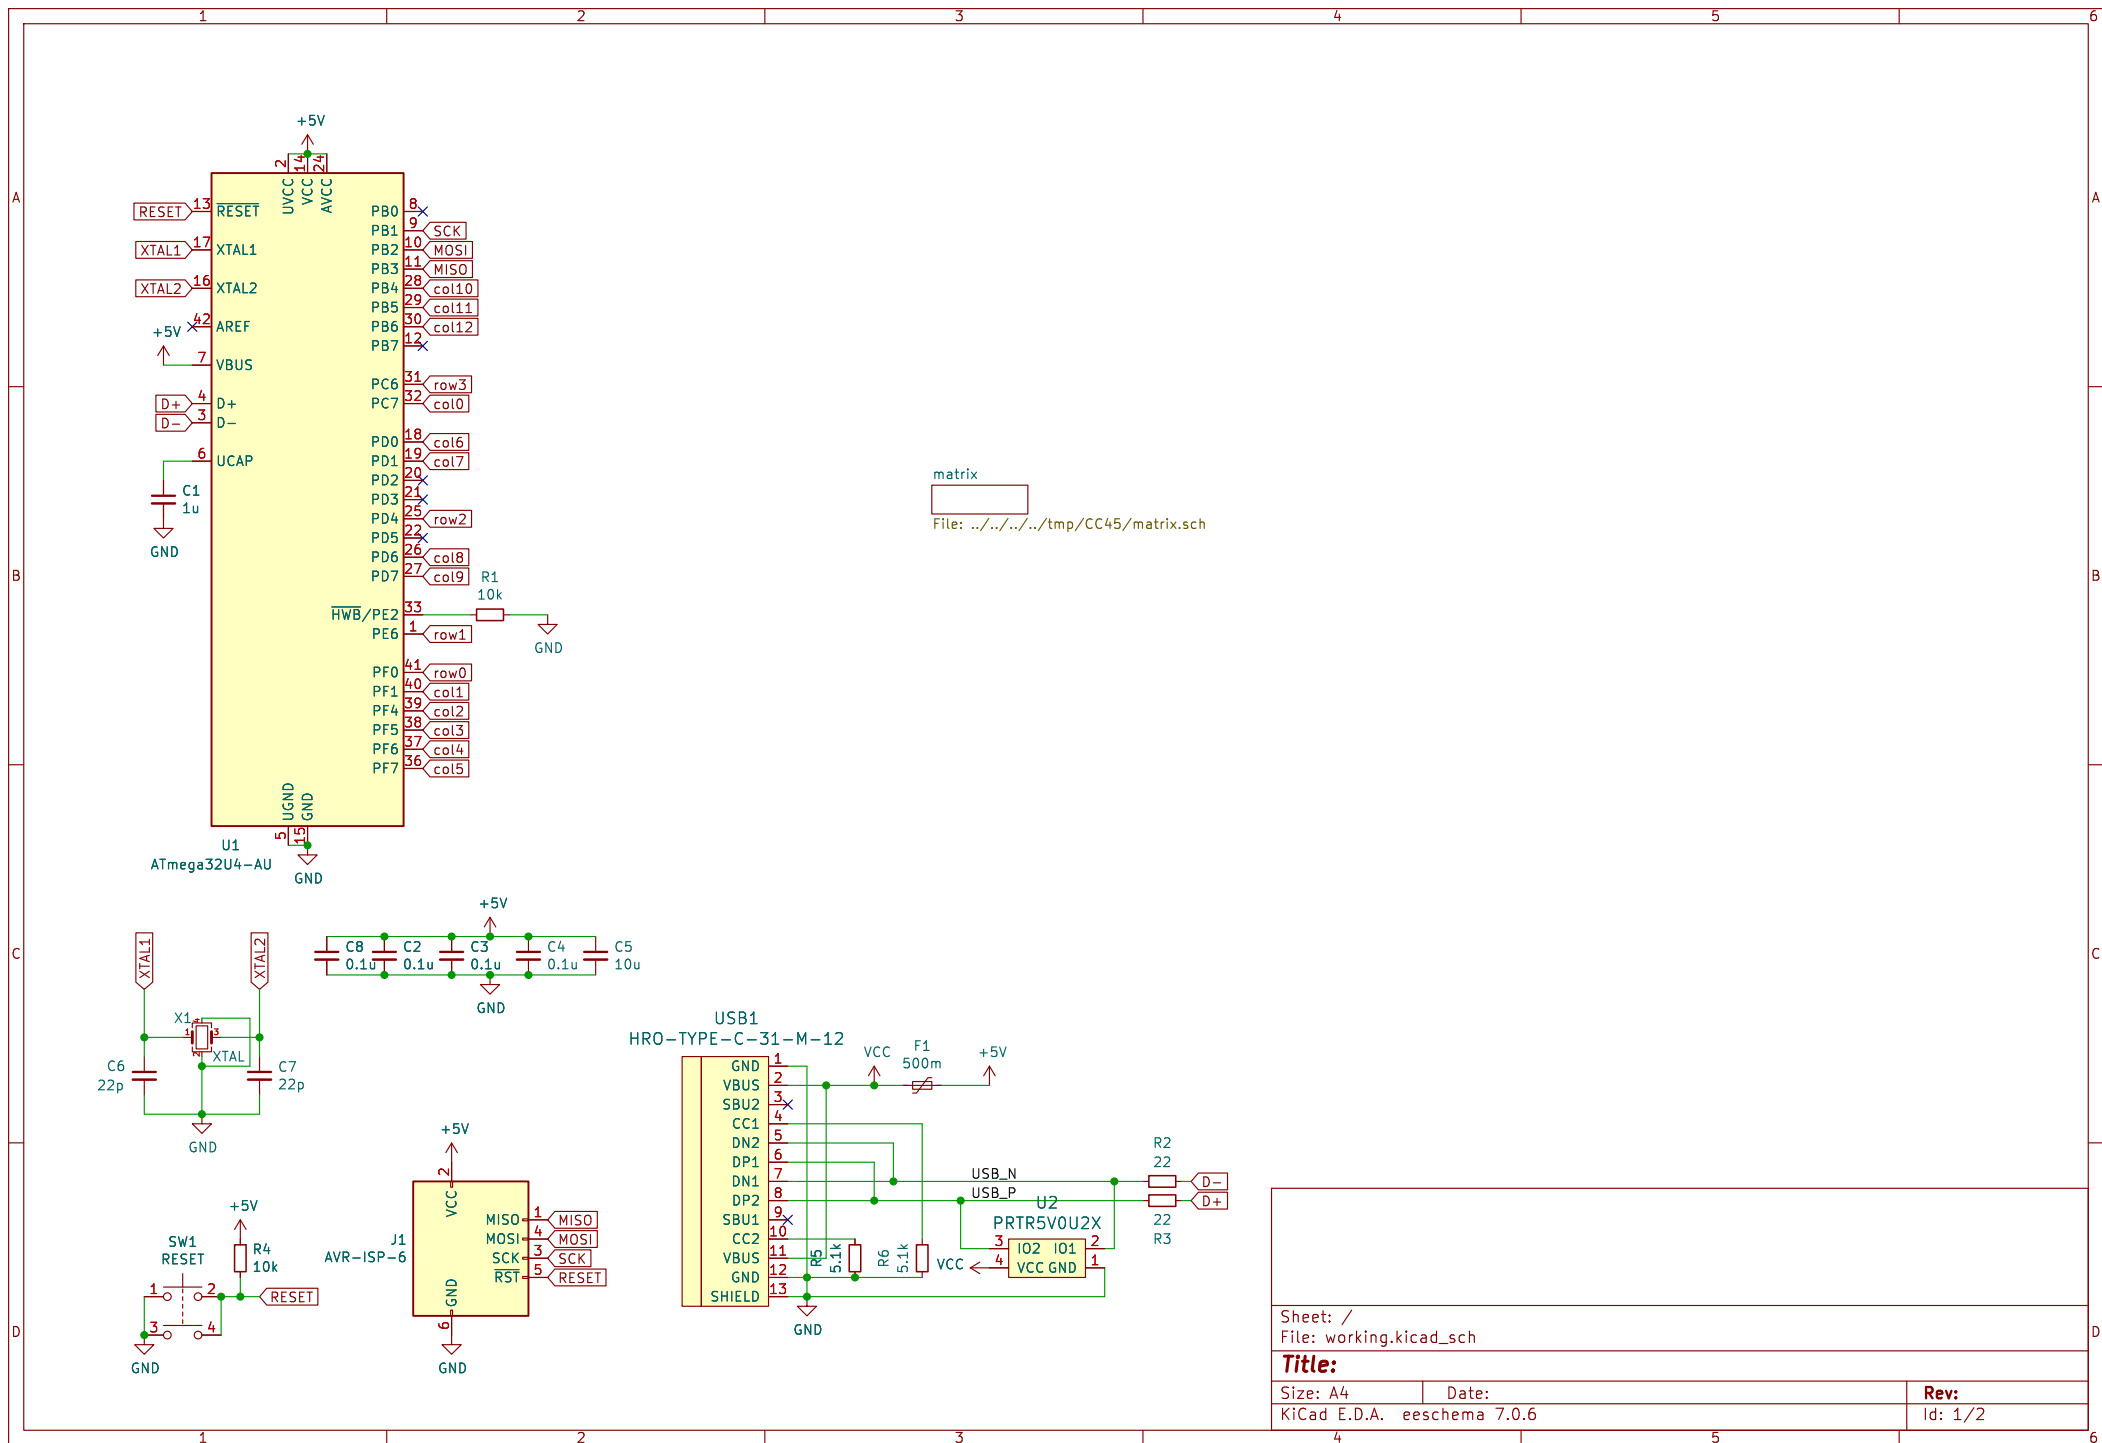 1 2 3 4 5 6
A A
B B
C C
D D
+5V
2 14 24
UVCC VCC AVCC
RESET 13 RESET
XTAL1 17 XTAL1
XTAL2 16 XTAL2
42 AREF
+5V
7 VBUS
D+ 4 D+
D- 3 D-
6 UCAP
C1
1u
GND
PB0 8
PB1 9 SCK
PB2 10 MOSI
PB3 11 MISO
PB4 28 col10
PB5 29 col11
PB6 30 col12
PB7 12
PC6 31 row3
PC7 32 col0
PD0 18 col6
PD1 19 col7
PD2 20
PD3 21
PD4 25 row2
PD5 22
PD6 26 col8
PD7 27 col9
HWB/PE2 33
R1
10k
GND
PE6 1 row1
PF0 41 row0
PF1 40 col1
PF4 39 col2
PF5 38 col3
PF6 37 col4
PF7 36 col5
UGND GND
5 15
U1
ATmega32U4-AU
GND
matrix
File: ../../../../tmp/CC45/matrix.sch
+5V
C8 C2 C3 C4 C5
0.1u 0.1u 0.1u 0.1u 10u
GND
XTAL1 XTAL2
X1
1 2 3 4
XTAL
C6
22p
C7
22p
GND
+5V
R4
10k
SW1
RESET
1 2
3 4
RESET
GND
+5V
2
VCC
J1
AVR-ISP-6
MISO 1 MISO
MOSI 4 MOSI
SCK 3 SCK
RST 5 RESET
GND
6
GND
USB1
HRO-TYPE-C-31-M-12
GND 1
VBUS 2
SBU2 3
CC1 4
DN2 5
DP1 6
DN1 7
DP2 8
SBU1 9
CC2 10
VBUS 11
GND 12
SHIELD 13
GND
VCC
F1
500m
+5V
USB_N
USB_P
R2
22
D-
D+
22
R3
R5
5.1k
R6
5.1k
U2
PRTR5V0U2X
3 IO2 IO1 2
VCC 4 VCC GND 1
Sheet: /
File: working.kicad_sch
Title:
Size: A4 Date: Rev:
KiCad E.D.A. eeschema 7.0.6 Id: 1/2
1 2 3 4 5 6